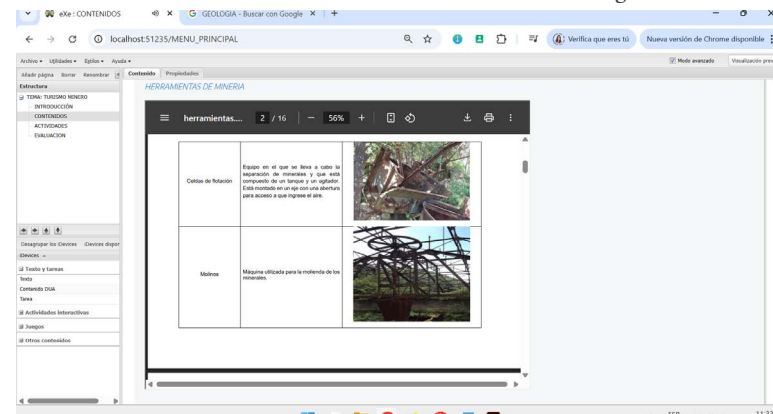 eXe : CONTENIDOS
GEOLOGIA - Buscar con Google
localhost:51235/MENU_PRINCIPAL
Verifica que eres tú
Nueva versión de Chrome disponible
Archivo Utilidades Estilos Ayuda
Modo avanzado
Visualización prev
Añadir página Borrar Renombrar
Contenido Propiedades
Estructura
TEMA: TURISMO MINERO
INTRODUCCIÓN
CONTENIDOS
ACTIVIDADES
EVALUACION
HERRAMIENTAS DE MINERIA
herramientas.... 2 / 16 56%
Celdas de flotación
Equipo en el que se lleva a cabo la
separación de minerales y que está
compuesto de un tanque y un agitador.
Está montado en un eje con una abertura
para acceso a que ingrese el aire.
Molinos
Máquina utilizada para la molienda de los
minerales.
Desagrupar los iDevices iDevices dispor
iDevices
Texto y tareas
Texto
Contenido DUA
Tarea
Actividades interactivas
Juegos
Otros contenidos